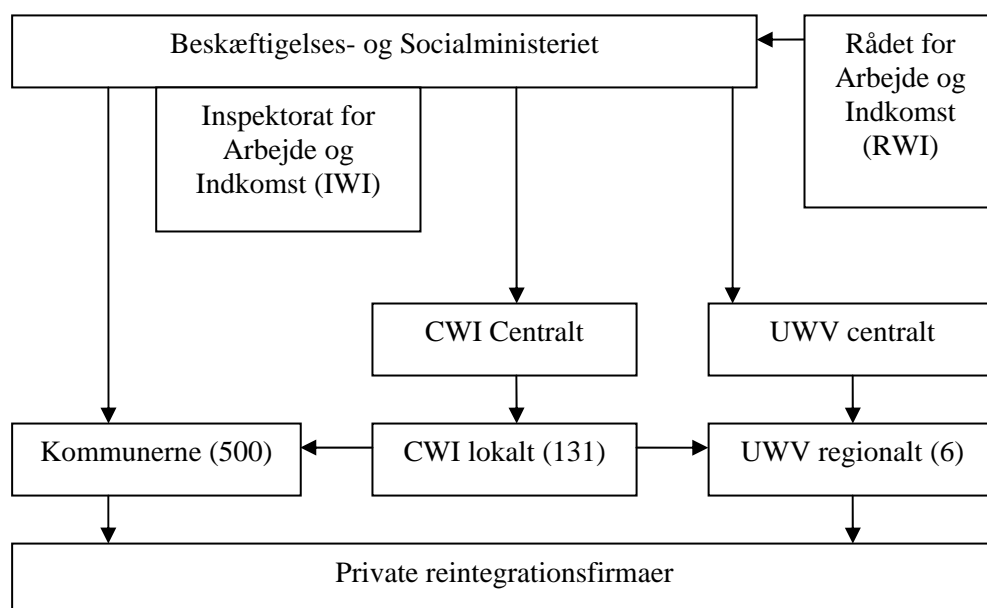 Beskæftigelses- og Socialministeriet
Rådet for
Arbejde og
Indkomst
(RWI)
Inspektorat for
Arbejde og
Indkomst (IWI)
CWI Centralt
UWV centralt
Kommunerne (500)
CWI lokalt (131)
UWV regionalt (6)
Private reintegrationsfirmaer